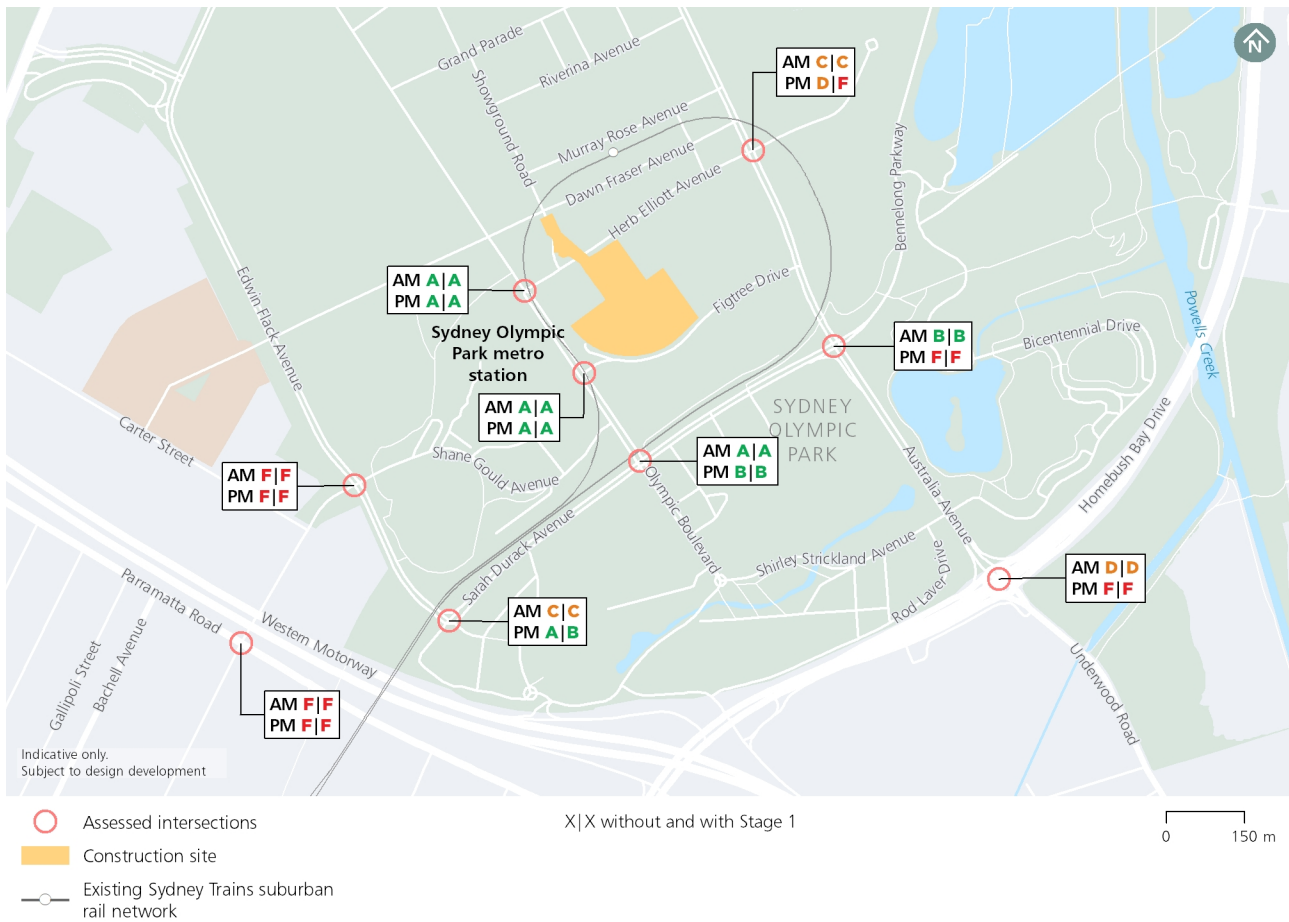 N
Grand Parade
Riverina Avenue
Showground Road
AM C|C
PM D|F
Murray Rose Avenue
Dawn Fraser Avenue
Herb Elliott Avenue
Bennelong Parkway
Edwin Flack Avenue
AM A|A
PM A|A
Figtree Drive
Powells Creek
Sydney Olympic
Park metro
station
AM B|B
PM F|F
Bicentennial Drive
AM A|A
PM A|A
SYDNEY
OLYMPIC
PARK
Homebush Bay Drive
Carter Street
Shane Gould Avenue
AM A|A
PM B|B
AM F|F
PM F|F
Olympic Boulevard
Australia Avenue
Sarah Durack Avenue
Shirley Strickland Avenue
Rod Laver
Drive
AM D|D
PM F|F
Parramatta Road
Western Motorway
AM C|C
PM A|B
Gallipoli Street
Bachell Avenue
Underwood Road
AM F|F
PM F|F
Indicative only.
Subject to design development
Assessed intersections
X|X without and with Stage 1
0 150 m
Construction site
Existing Sydney Trains suburban
rail network